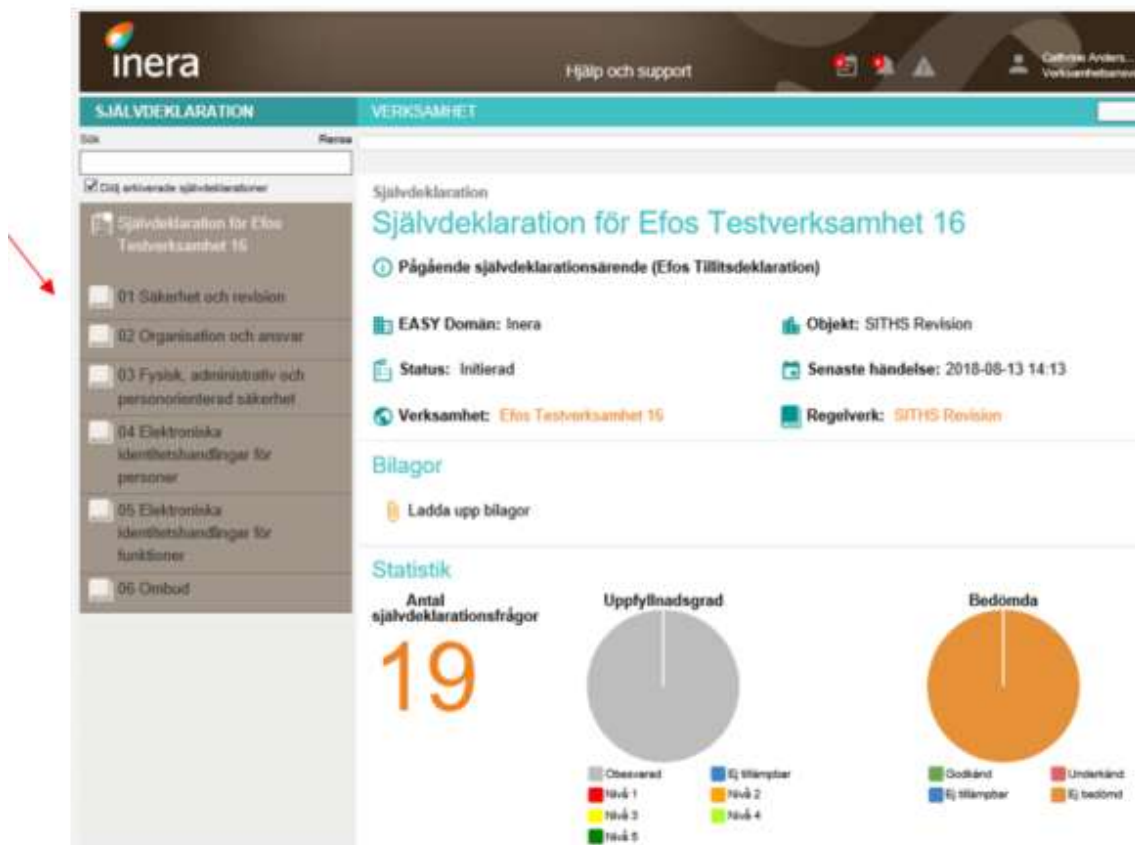 inera
Hjälp och support
Verksamhetsansv
SJÄLVDEKLARATION
VERKSAMHET
Sök
Rensa
Dölj arkiverade självdeklarationer
Självdeklaration för Efos
Testverksamhet 16
01 Säkerhet och revision
02 Organisation och ansvar
03 Fysisk, administrativ och
personorienterad säkerhet
04 Elektroniska
identitetshandlingar för
personer
05 Elektroniska
identitetshandlingar för
funktioner
06 Ombud
Självdeklaration
Självdeklaration för Efos Testverksamhet 16
Pågående självdeklarationsärende (Efos Tillitsdeklaration)
EASY Domän: Inera
Objekt: SITHS Revision
Status: Initierad
Senaste händelse: 2018-08-13 14:13
Verksamhet: Efos Testverksamhet 16
Regelverk: SITHS Revision
Bilagor
Ladda upp bilagor
Statistik
Antal
självdeklarationsfrågor
19
Uppfyllnadsgrad
Obesvarad
Ej tillämpbar
Nivå 1
Nivå 2
Nivå 3
Nivå 4
Nivå 5
Bedömda
Godkänd
Underkänd
Ej tillämpbar
Ej bedömd